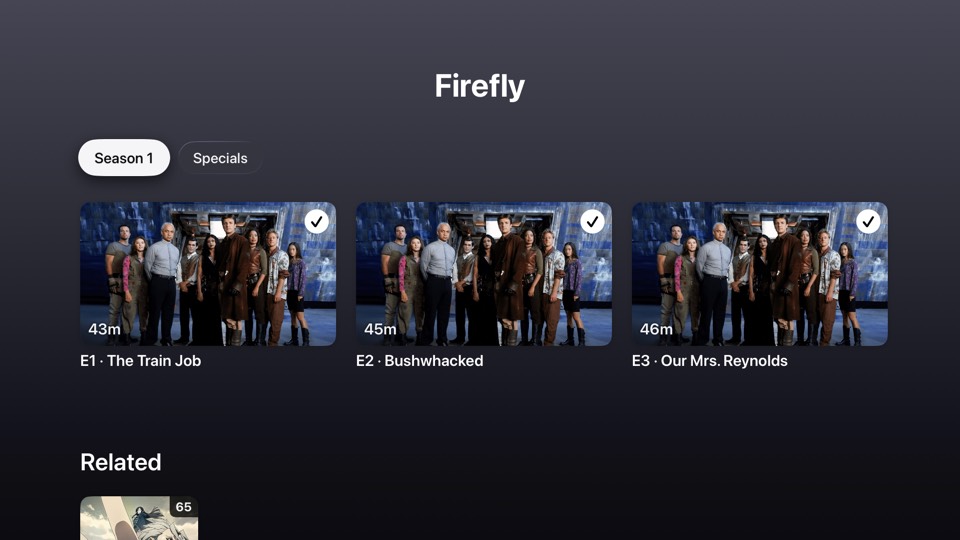 Firefly
Season 1
Specials
43m
45m
46m
E1 · The Train Job
E2 · Bushwhacked
E3 · Our Mrs. Reynolds
Related
65